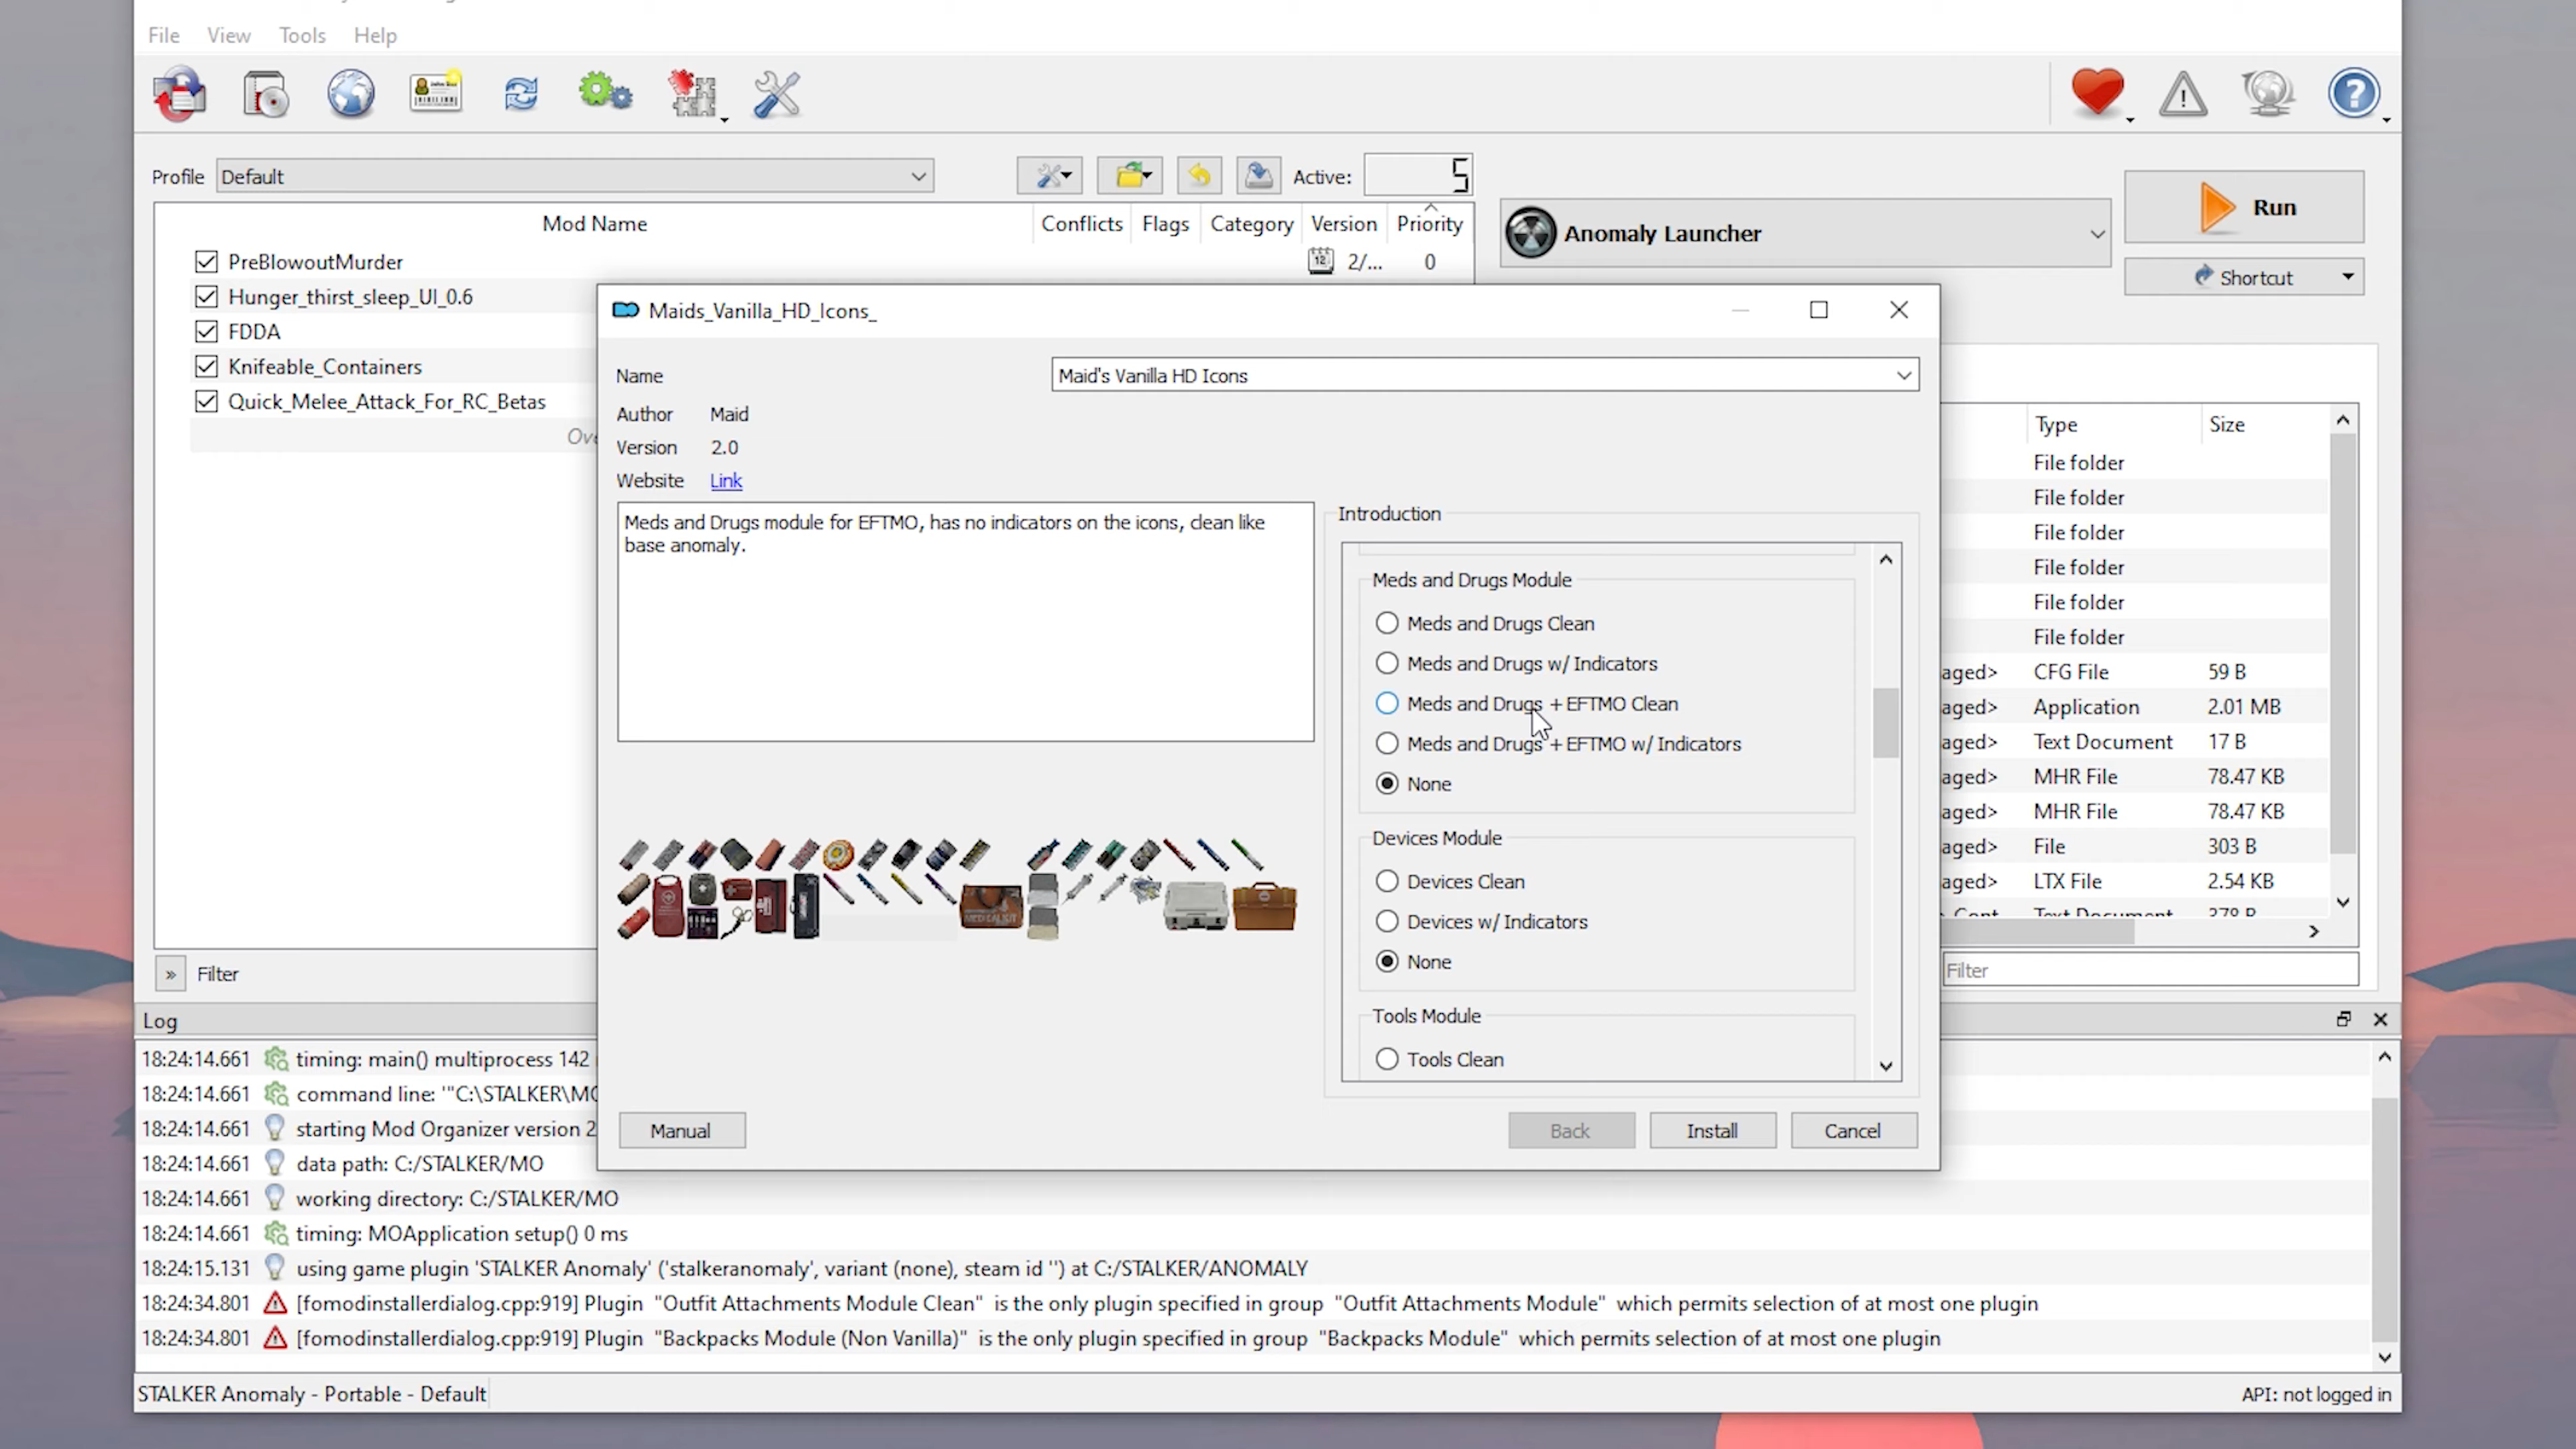 File View Tools Help
Profile Default Active: 5
Mod Name Conflicts Flags Category Version Priority
PreBlowoutMurder 2/... 0
Hunger_thirst_sleep_UI_0.6
FDDA
Knifeable_Containers
Quick_Melee_Attack_For_RC_Betas
Anomaly Launcher
Run
Shortcut
Maids_Vanilla_HD_Icons_
Name Maid's Vanilla HD Icons
Author Maid
Version 2.0
Website Link
Meds and Drugs module for EFTMO, has no indicators on the icons, clean like
base anomaly.
Introduction
Meds and Drugs Module
Meds and Drugs Clean
Meds and Drugs w/ Indicators
Meds and Drugs + EFTMO Clean
Meds and Drugs + EFTMO w/ Indicators
None
Devices Module
Devices Clean
Devices w/ Indicators
None
Tools Module
Tools Clean
Manual Back Install Cancel
Type Size
File folder
File folder
File folder
File folder
File folder
File folder
aged> CFG File 59 B
aged> Application 2.01 MB
aged> Text Document 17 B
aged> MHR File 78.47 KB
aged> MHR File 78.47 KB
aged> File 303 B
aged> LTX File 2.54 KB
Cont Text Document 378 B
» Filter
Filter
Log
18:24:14.661 timing: main() multiprocess 142
18:24:14.661 command line: '"C:\STALKER\MO
18:24:14.661 starting Mod Organizer version 2
18:24:14.661 data path: C:/STALKER/MO
18:24:14.661 working directory: C:/STALKER/MO
18:24:14.661 timing: MOApplication setup() 0 ms
18:24:15.131 using game plugin 'STALKER Anomaly' ('stalkeranomaly', variant (none), steam id '') at C:/STALKER/ANOMALY
18:24:34.801 [fomodinstallerdialog.cpp:919] Plugin "Outfit Attachments Module Clean" is the only plugin specified in group "Outfit Attachments Module" which permits selection of at most one plugin
18:24:34.801 [fomodinstallerdialog.cpp:919] Plugin "Backpacks Module (Non Vanilla)" is the only plugin specified in group "Backpacks Module" which permits selection of at most one plugin
STALKER Anomaly - Portable - Default
API: not logged in